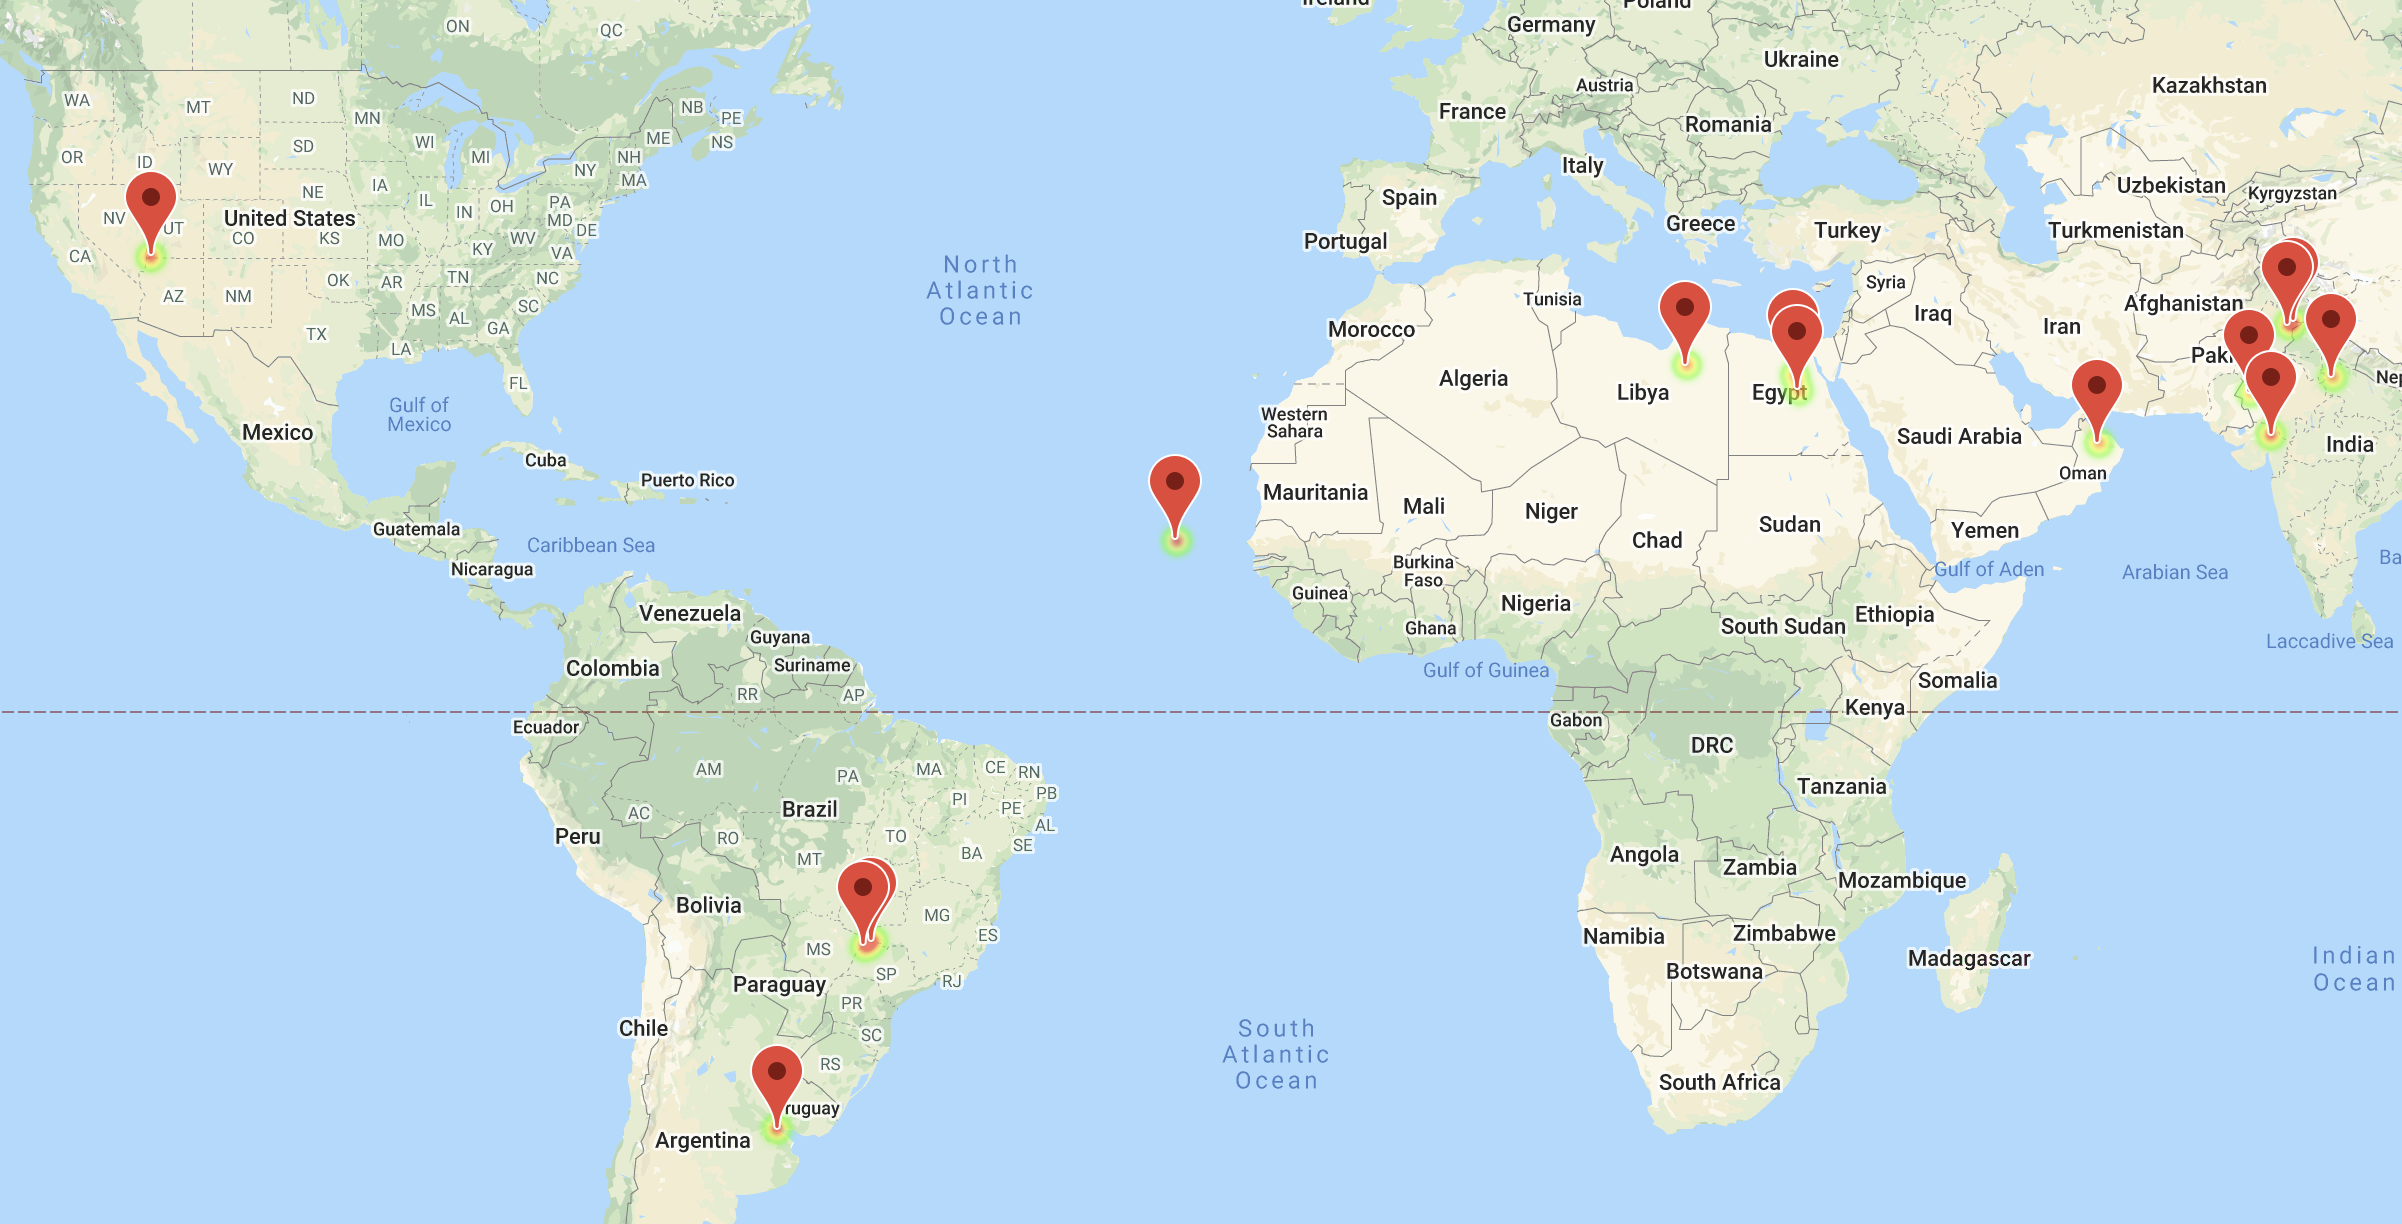 Ireland
Poland
Germany
ON
QC
Ukraine
Austria
Kazakhstan
WA
MT
ND
MN
NB
PE
France
Romania
OR
ID
SD
WI
MI
ME
NS
NH
NY
MA
Italy
WY
NE
IA
IL
IN
OH
PA
MD
DE
Spain
Uzbekistan
Kyrgyzstan
NV
UT
United States
CO
KS
MO
KY
WV
VA
Portugal
Greece
Turkey
Turkmenistan
CA
AZ
NM
OK
AR
TN
NC
SC
MS
AL
GA
North
Atlantic
Ocean
Tunisia
Syria
Iraq
Iran
Afghanistan
TX
LA
FL
Morocco
Pak
Nep
Gulf of
Mexico
Algeria
Libya
Egypt
Mexico
Western
Sahara
Saudi Arabia
India
Cuba
Puerto Rico
Oman
Mauritania
Mali
Niger
Chad
Sudan
Yemen
Guatemala
Caribbean Sea
Nicaragua
Burkina
Faso
Gulf of Aden
Arabian Sea
Ba
Guinea
Nigeria
Ethiopia
Venezuela
Guyana
Ghana
South Sudan
Laccadive Sea
Colombia
Suriname
Gulf of Guinea
Somalia
RR
AP
Ecuador
Gabon
Kenya
DRC
AM
PA
MA
CE
RN
Tanzania
Brazil
PI
PE
PB
AC
AL
Peru
RO
TO
MT
BA
SE
Angola
Zambia
Mozambique
Bolivia
MG
ES
Namibia
Zimbabwe
MS
Botswana
Madagascar
Indian
Ocean
SP
RJ
Paraguay
PR
Chile
SC
South
Atlantic
Ocean
RS
South Africa
ruguay
Argentina